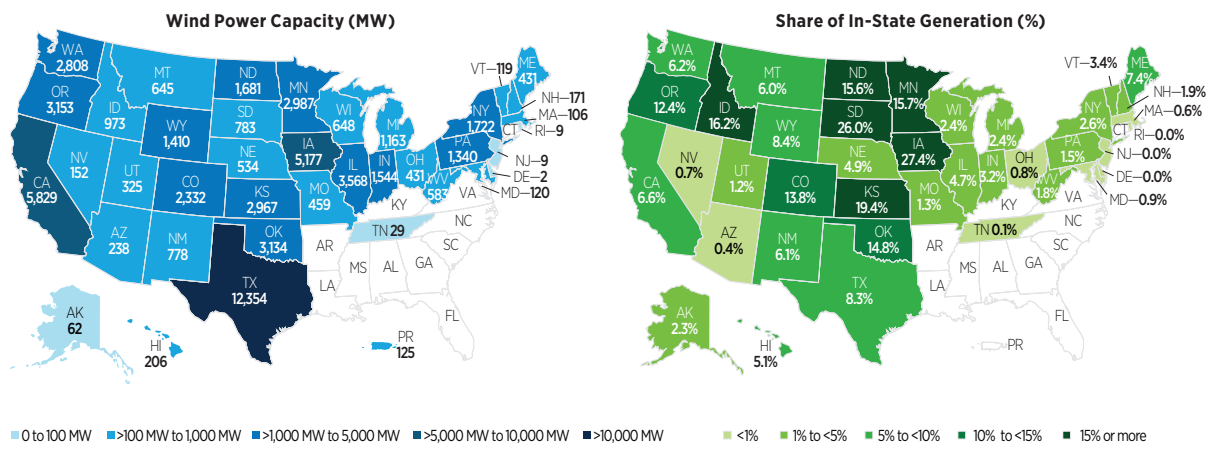 Wind Power Capacity (MW)
WA
2,808
OR
3,153
CA
5,829
NV
152
ID
973
MT
645
WY
1,410
UT
325
AZ
238
CO
2,332
NM
778
ND
1,681
SD
783
NE
534
KS
2,967
OK
3,134
TX
12,354
MN
2,987
IA
5,177
MO
459
AR
LA
WI
648
IL
3,568
MI
1,163
IN
1,544
OH
431
KY
TN 29
MS
AL
GA
FL
SC
NC
VA
WV
583
PA
1,340
NY
1,722
VT—119
ME
431
NH—171
MA—106
CT
RI—9
NJ—9
DE—2
MD—120
AK
62
HI
206
PR
125
0 to 100 MW
>100 MW to 1,000 MW
>1,000 MW to 5,000 MW
>5,000 MW to 10,000 MW
>10,000 MW
Share of In-State Generation (%)
WA
6.2%
OR
12.4%
CA
6.6%
NV
0.7%
ID
16.2%
MT
6.0%
WY
8.4%
UT
1.2%
AZ
0.4%
CO
13.8%
NM
6.1%
ND
15.6%
SD
26.0%
NE
4.9%
KS
19.4%
OK
14.8%
TX
8.3%
MN
15.7%
IA
27.4%
MO
1.3%
AR
LA
WI
2.4%
IL
4.7%
MI
2.4%
IN
3.2%
OH
0.8%
KY
TN 0.1%
MS
AL
GA
FL
SC
NC
VA
WV
1.8%
PA
1.5%
NY
2.6%
VT—3.4%
ME
7.4%
NH—1.9%
MA—0.6%
CT
RI—0.0%
NJ—0.0%
DE—0.0%
MD—0.9%
AK
2.3%
HI
5.1%
PR
<1%
1% to <5%
5% to <10%
10% to <15%
15% or more